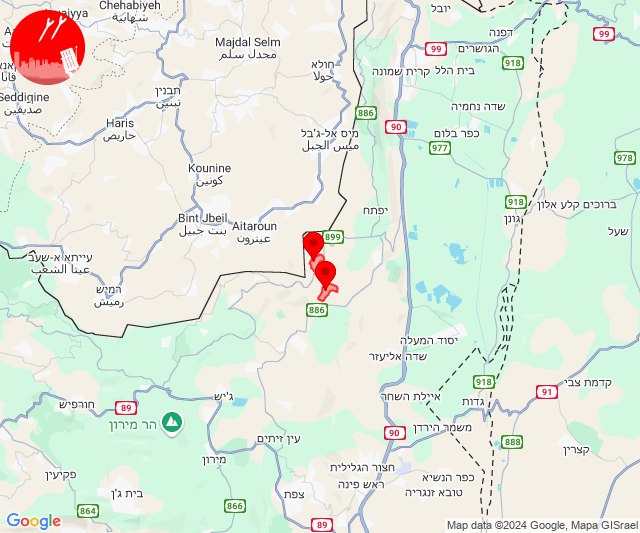 Chehabiyeh
شهابية
יובל
דפנה
99
99
הגושרים
918
Majdal Selm
مجدل سلم
חולא
حولا
קרית שמונה
בית הלל
Seddiqine
صديقين
תבנין
تبنين
886
שדה נחמיה
Haris
حاريص
מיס אל-ג'בל
ميس الجبل
90
כפר בלום
977
978
Kounine
كونين
918
ברוכים קלע אלון
גונן
יפתח
Bint Jbeil
بنت جبيل
Aitaroun
عيترون
899
שעל
עייתא א-שעב
عيتا الشعب
רמיש
رميش
886
יסוד המעלה
שדה אליעזר
918
קדמת צבי
91
ג'יש
איילת השחר
גדות
חורפיש
89
הר מירון
עין זיתים
90
משמר הירדן
888
קצרין
מירון
חצור הגלילית
ראש פינה
פקיעין
בית ג'ן
צפת
כפר הנשיא
טובא זנגריה
864
866
89
Google
Map data ©2024 Google, Mapa GISrael